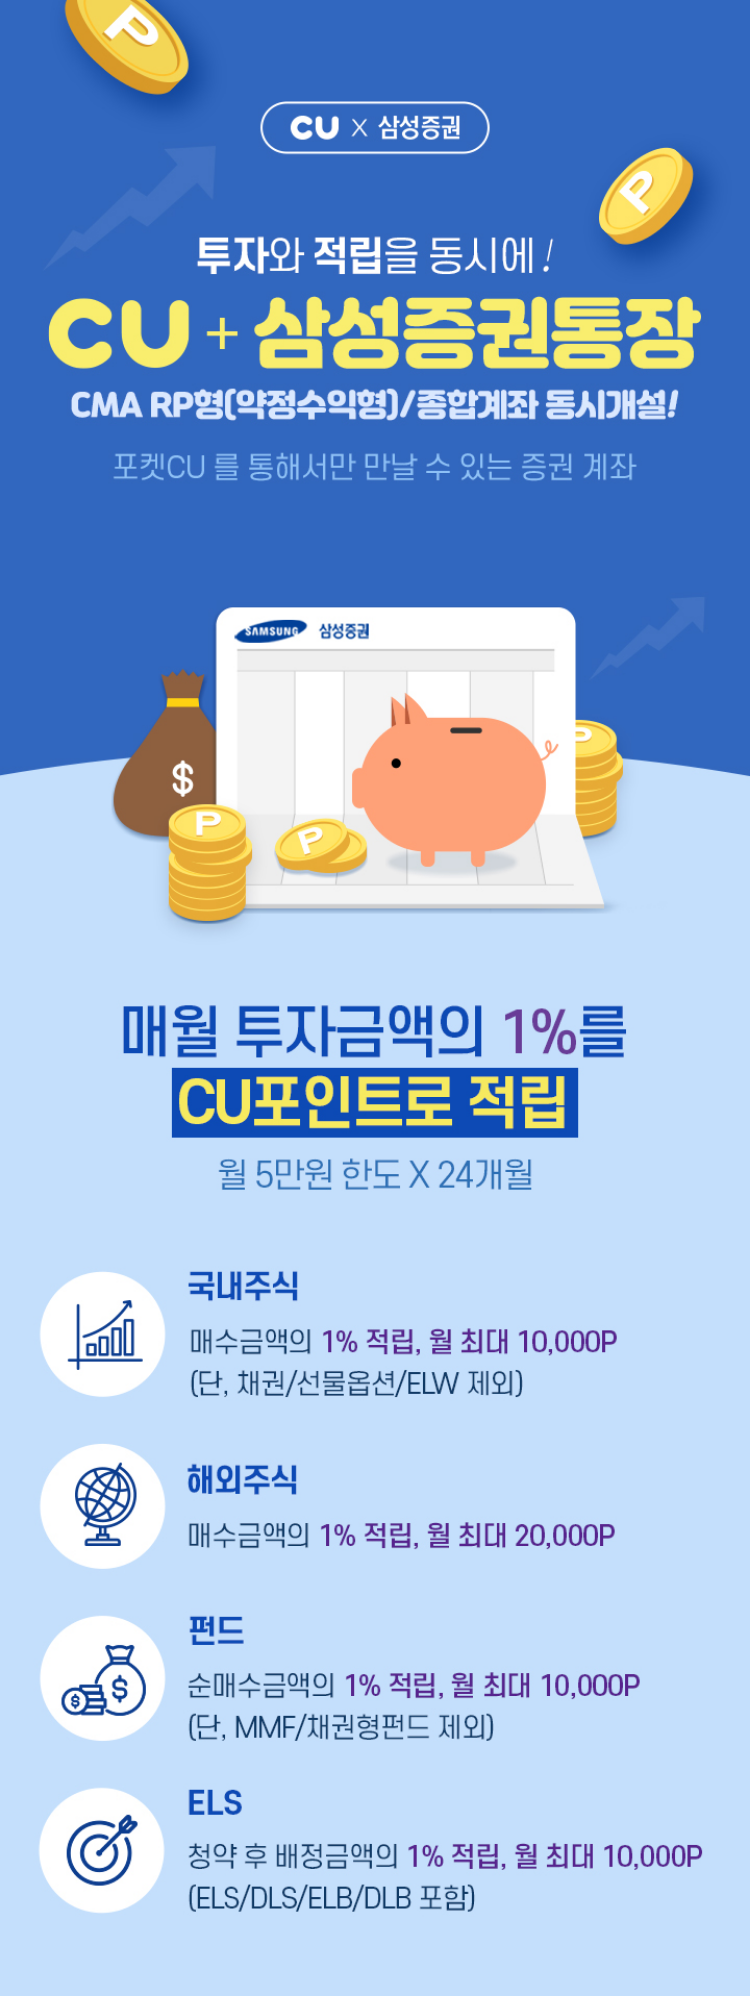 P
CU X 삼성증권
P
투자와 적립을 동시에!
CU + 삼성증권통장
CMA RP형(약정수익형)/종합계좌 동시개설!
포켓CU 를 통해서만 만날 수 있는 증권 계좌
SAMSUNG 삼성증권
P
$
P
P
매월 투자금액의 1%를
CU포인트로 적립
월 5만원 한도 X 24개월
국내주식
매수금액의 1% 적립, 월 최대 10,000P
(단, 채권/선물옵션/ELW 제외)
해외주식
매수금액의 1% 적립, 월 최대 20,000P
펀드
순매수금액의 1% 적립, 월 최대 10,000P
(단, MMF/채권형펀드 제외)
$ $
ELS
청약 후 배정금액의 1% 적립, 월 최대 10,000P
(ELS/DLS/ELB/DLB 포함)